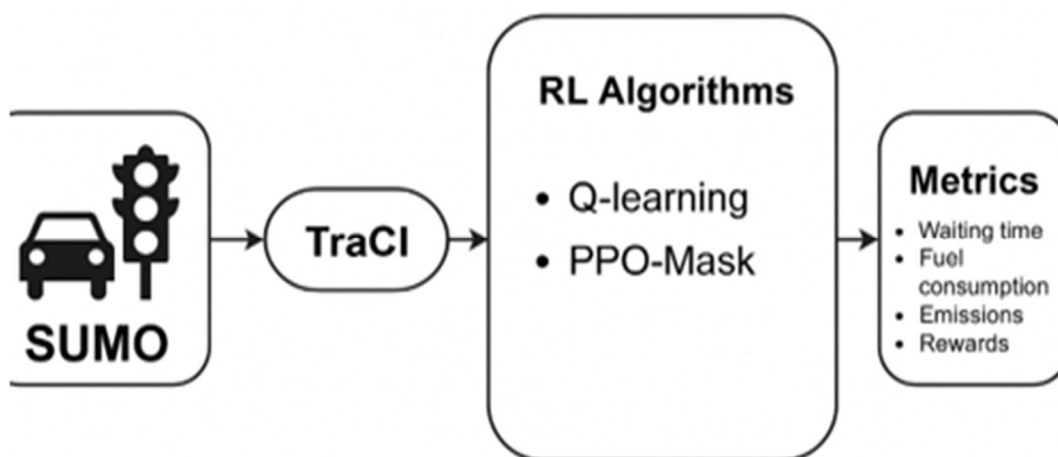 SUMO
TraCI
RL Algorithms
• Q-learning
• PPO-Mask
Metrics
• Waiting time
• Fuel
consumption
• Emissions
• Rewards